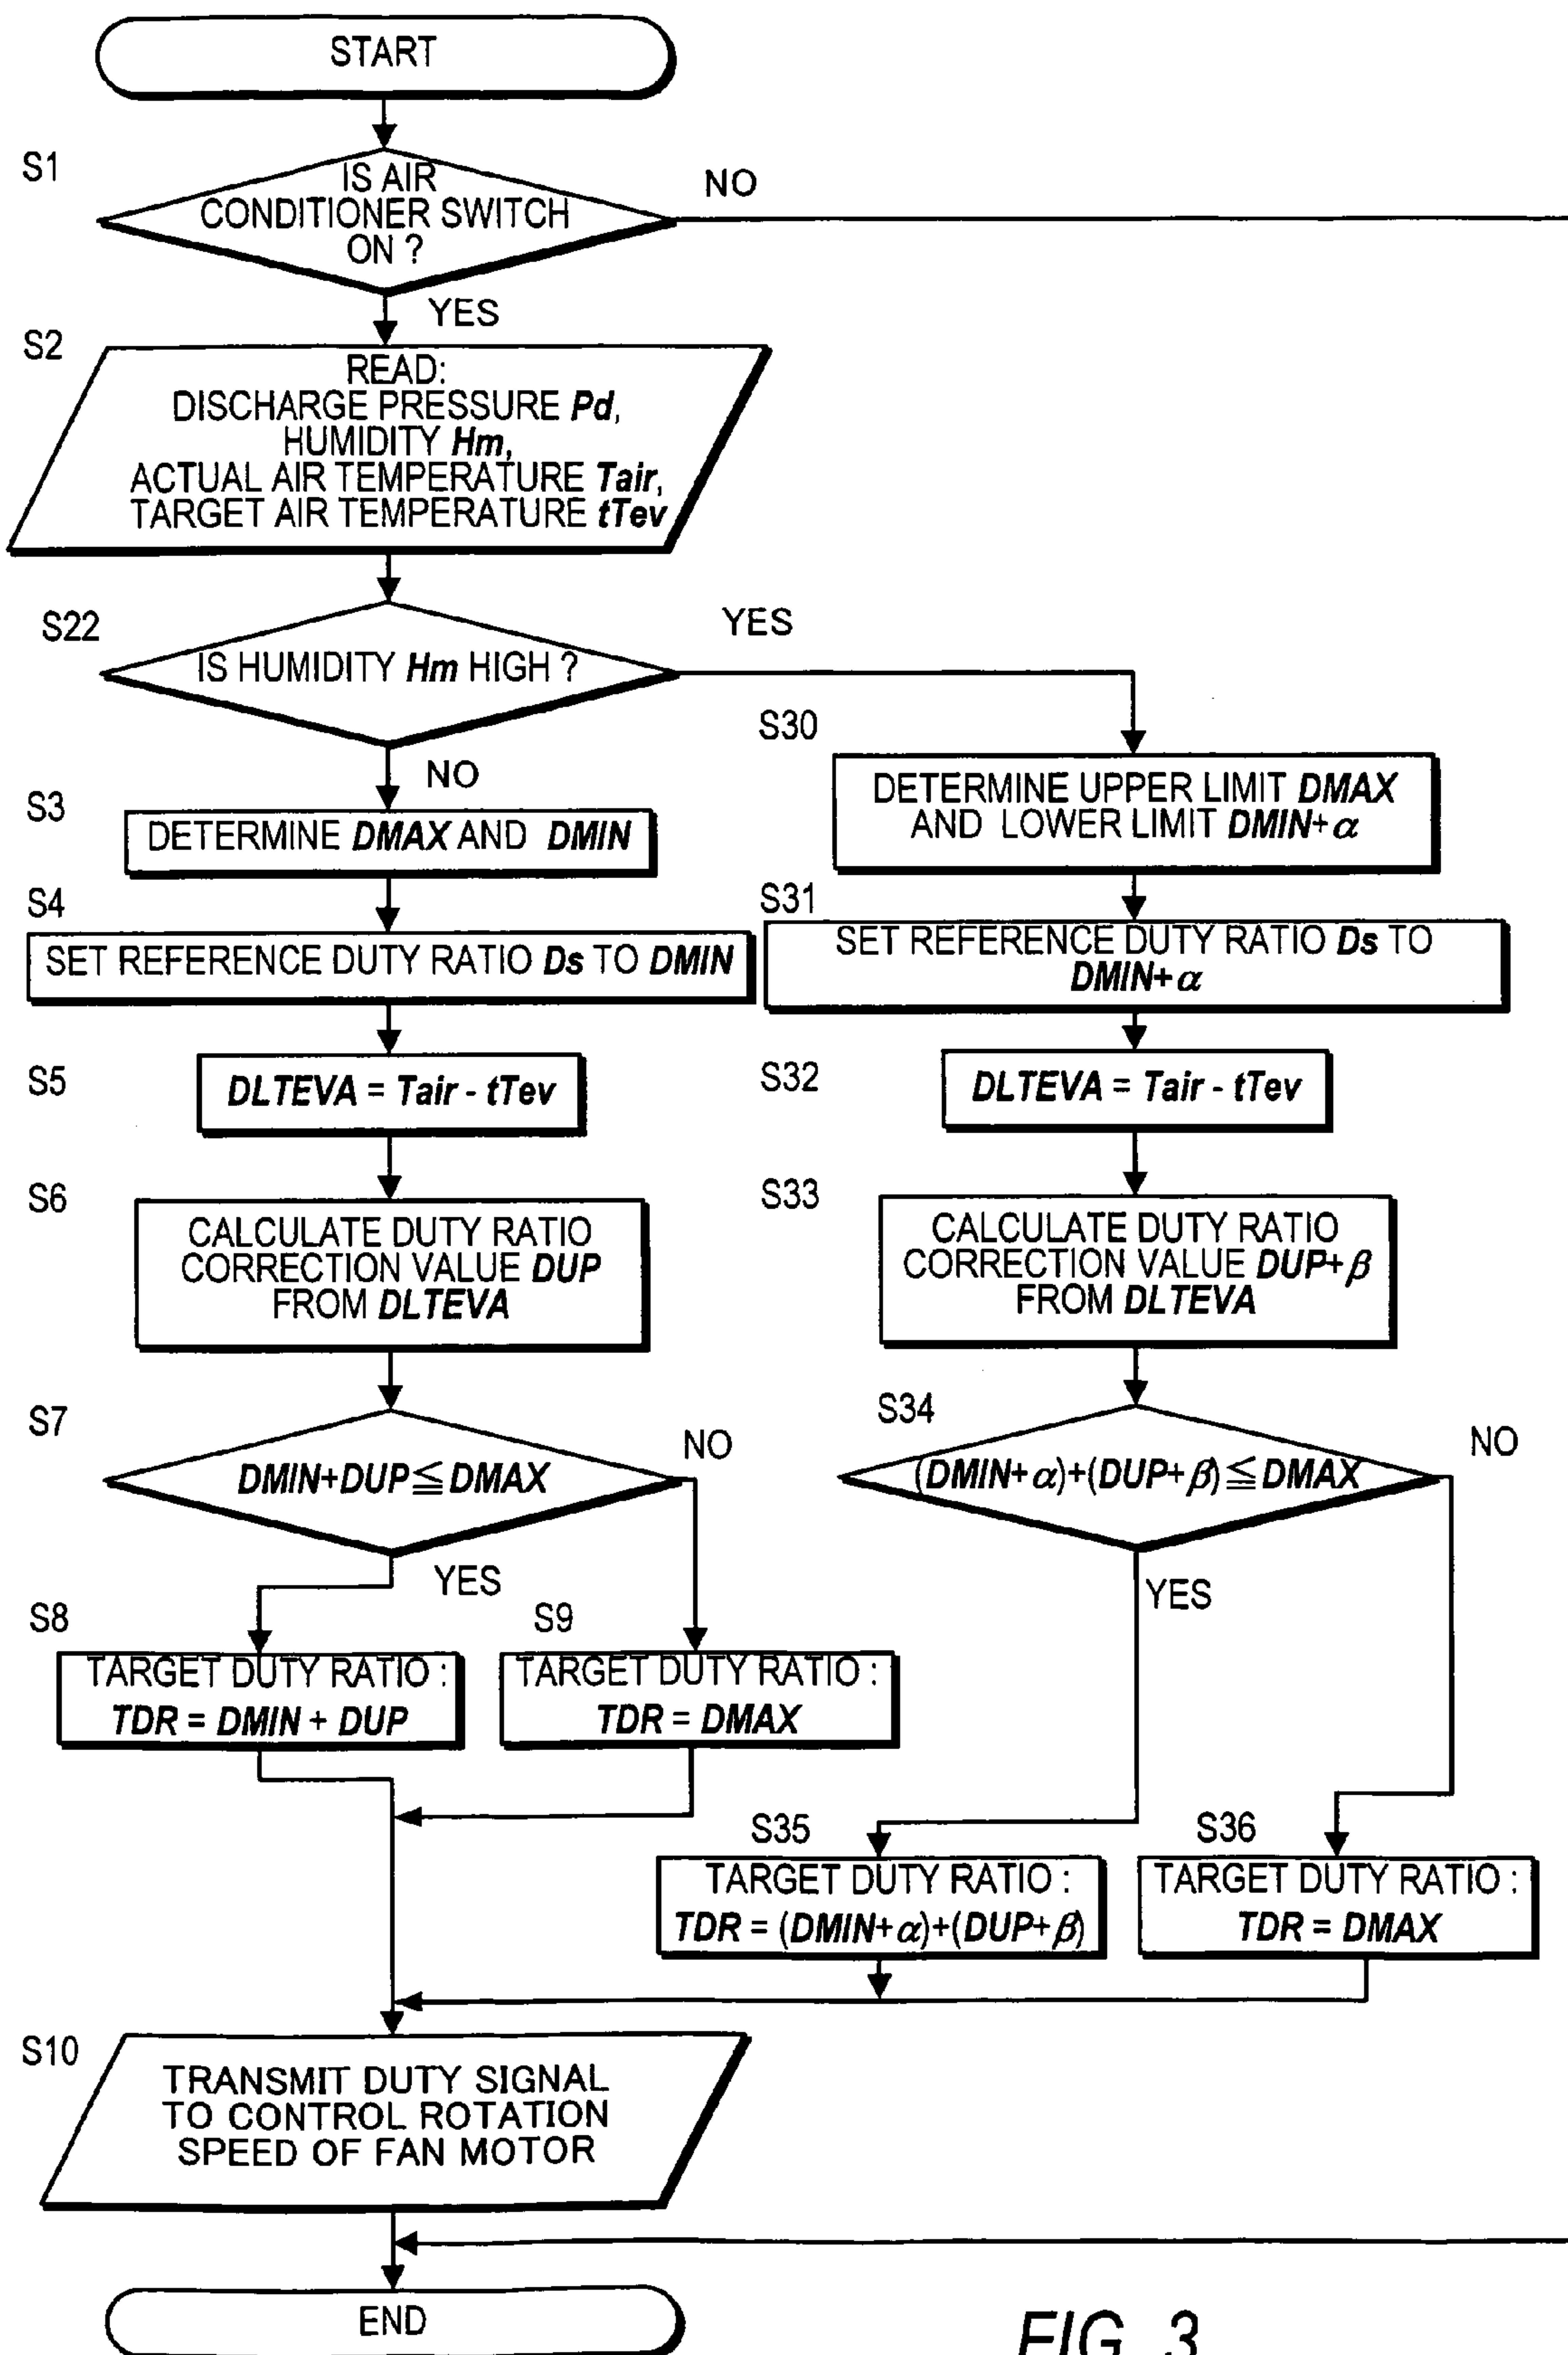 START
S1
IS AIR
CONDITIONER SWITCH
ON ?
NO
YES
S2
READ:
DISCHARGE PRESSURE Pd,
HUMIDITY Hm,
ACTUAL AIR TEMPERATURE Tair,
TARGET AIR TEMPERATURE tTev
S22
IS HUMIDITY Hm HIGH ?
YES
NO
S3
DETERMINE DMAX AND DMIN
S4
SET REFERENCE DUTY RATIO Ds TO DMIN
S5
DLTEVA = Tair - tTev
S6
CALCULATE DUTY RATIO
CORRECTION VALUE DUP
FROM DLTEVA
S7
DMIN+DUP≦DMAX
NO
YES
S8
TARGET DUTY RATIO :
TDR = DMIN + DUP
S9
TARGET DUTY RATIO :
TDR = DMAX
S30
DETERMINE UPPER LIMIT DMAX
AND LOWER LIMIT DMIN+α
S31
SET REFERENCE DUTY RATIO Ds TO
DMIN+α
S32
DLTEVA = Tair - tTev
S33
CALCULATE DUTY RATIO
CORRECTION VALUE DUP+β
FROM DLTEVA
S34
(DMIN+α)+(DUP+β)≦DMAX
NO
YES
S35
TARGET DUTY RATIO :
TDR = (DMIN+α)+(DUP+β)
S36
TARGET DUTY RATIO :
TDR = DMAX
S10
TRANSMIT DUTY SIGNAL
TO CONTROL ROTATION
SPEED OF FAN MOTOR
END
FIG. 3